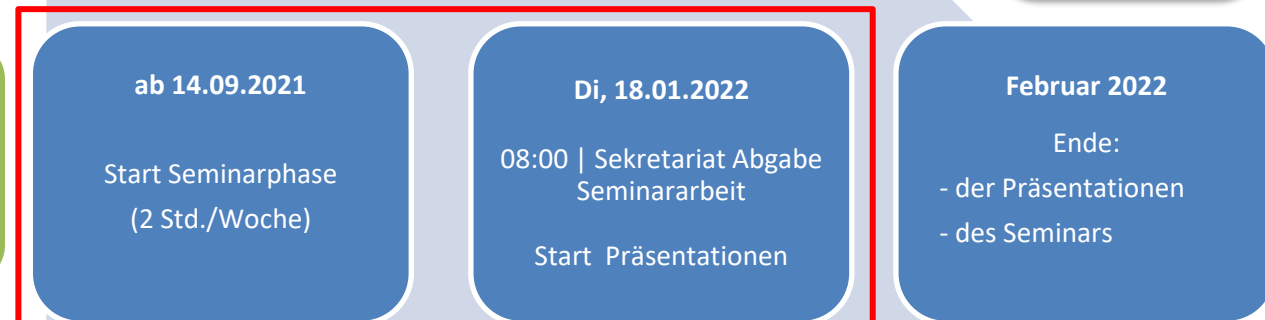 ab 14.09.2021
Start Seminarphase
(2 Std./Woche)
Di, 18.01.2022
08:00 | Sekretariat Abgabe
Seminararbeit
Start Präsentationen
Februar 2022
Ende:
- der Präsentationen
- des Seminars